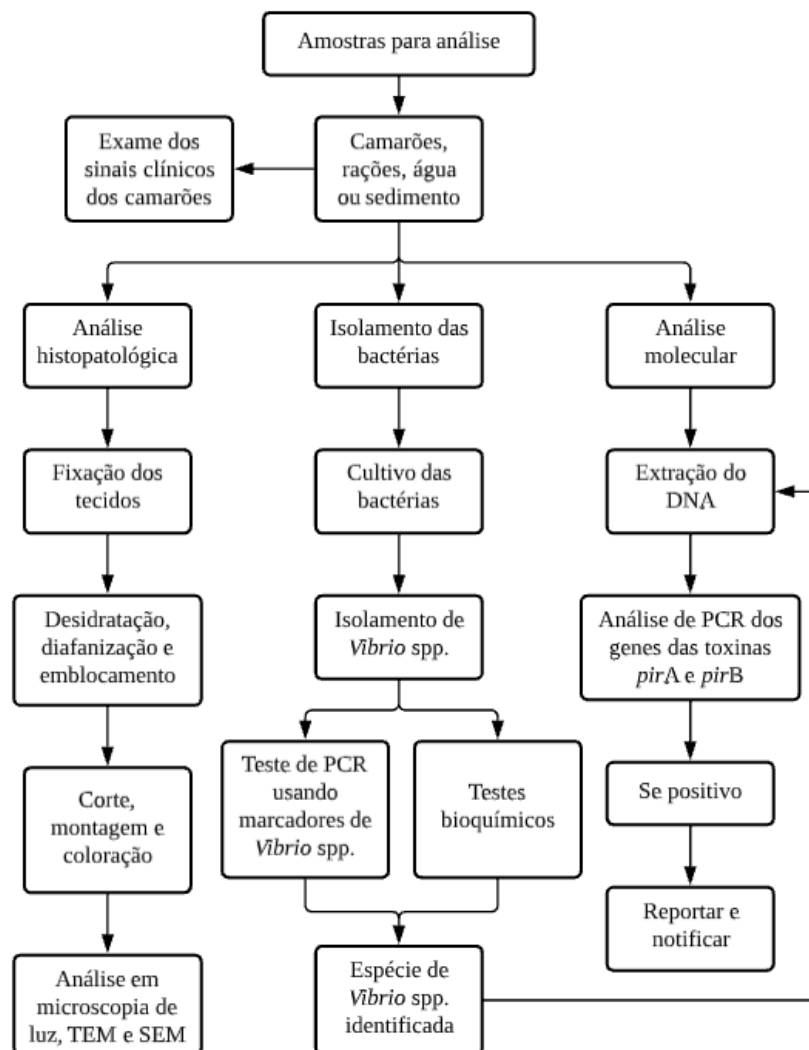 Amostras para análise
Exame dos
sinais clínicos
dos camarões
Camarões,
rações, água
ou sedimento
Análise
histopatológica
Isolamento das
bactérias
Análise
molecular
Fixação dos
tecidos
Cultivo das
bactérias
Extração do
DNA
Desidratação,
diafanização e
emblocamento
Isolamento de
Vibrio spp.
Análise de PCR dos
genes das toxinas
pirA e pirB
Corte,
montagem e
coloração
Teste de PCR
usando
marcadores de
Vibrio spp.
Testes
bioquímicos
Se positivo
Reportar e
notificar
Análise em
microscopia de
luz, TEM e SEM
Espécie de
Vibrio spp.
identificada